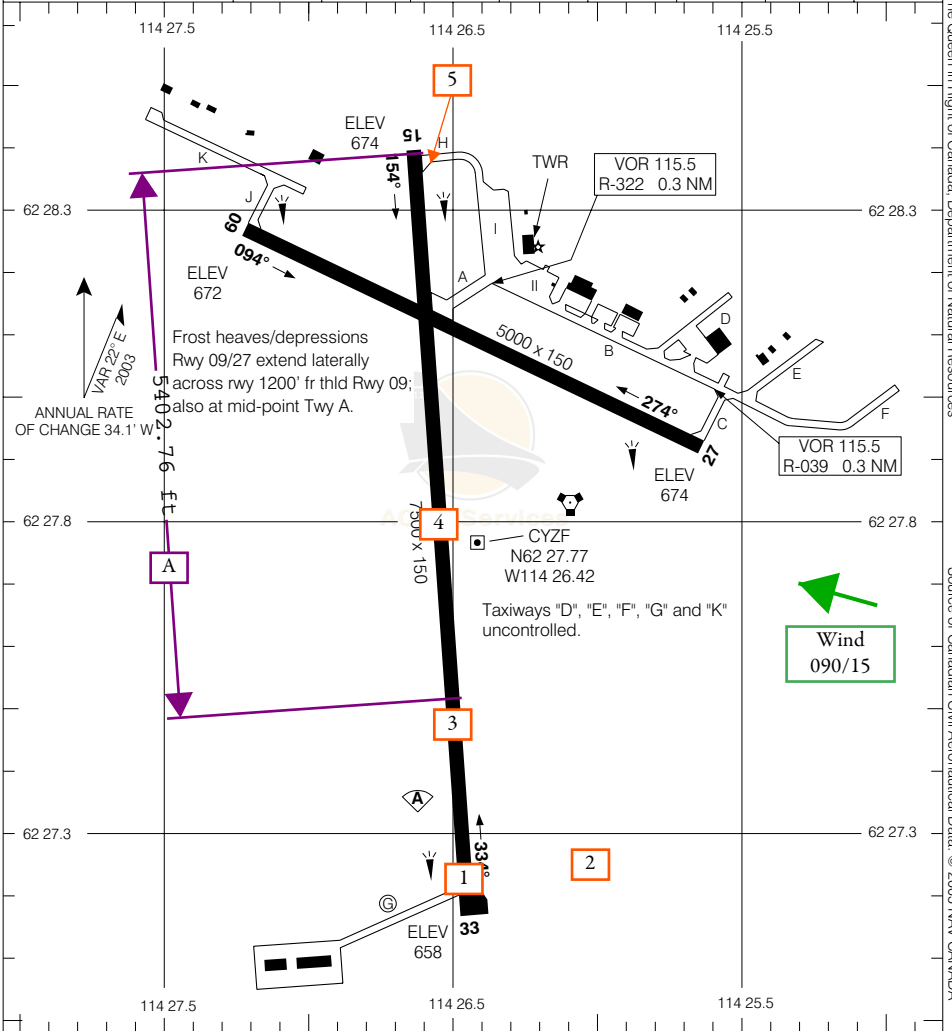 114 27.5
114 26.5
114 25.5
5
ELEV
674
15
H
154°
K
J
TWR
VOR 115.5
R-322 0.3 NM
62 28.3
62 28.3
09
094°
ELEV
672
I
A
II
B
D
E
F
C
5000 x 150
274°
27
ELEV
674
VAR 22° E
2003
ANNUAL RATE
OF CHANGE 34.1' W
Frost heaves/depressions
Rwy 09/27 extend laterally
across rwy 1200' fr thld Rwy 09;
also at mid-point Twy A.
5402.76 ft
A
VOR 115.5
R-039 0.3 NM
62 27.8
62 27.8
4
7500 x 150
CYZF
N62 27.77
W114 26.42
Taxiways "D", "E", "F", "G" and "K"
uncontrolled.
Wind
090/15
3
A
62 27.3
62 27.3
334°
1
2
G
33
ELEV
658
114 27.5
114 26.5
114 25.5